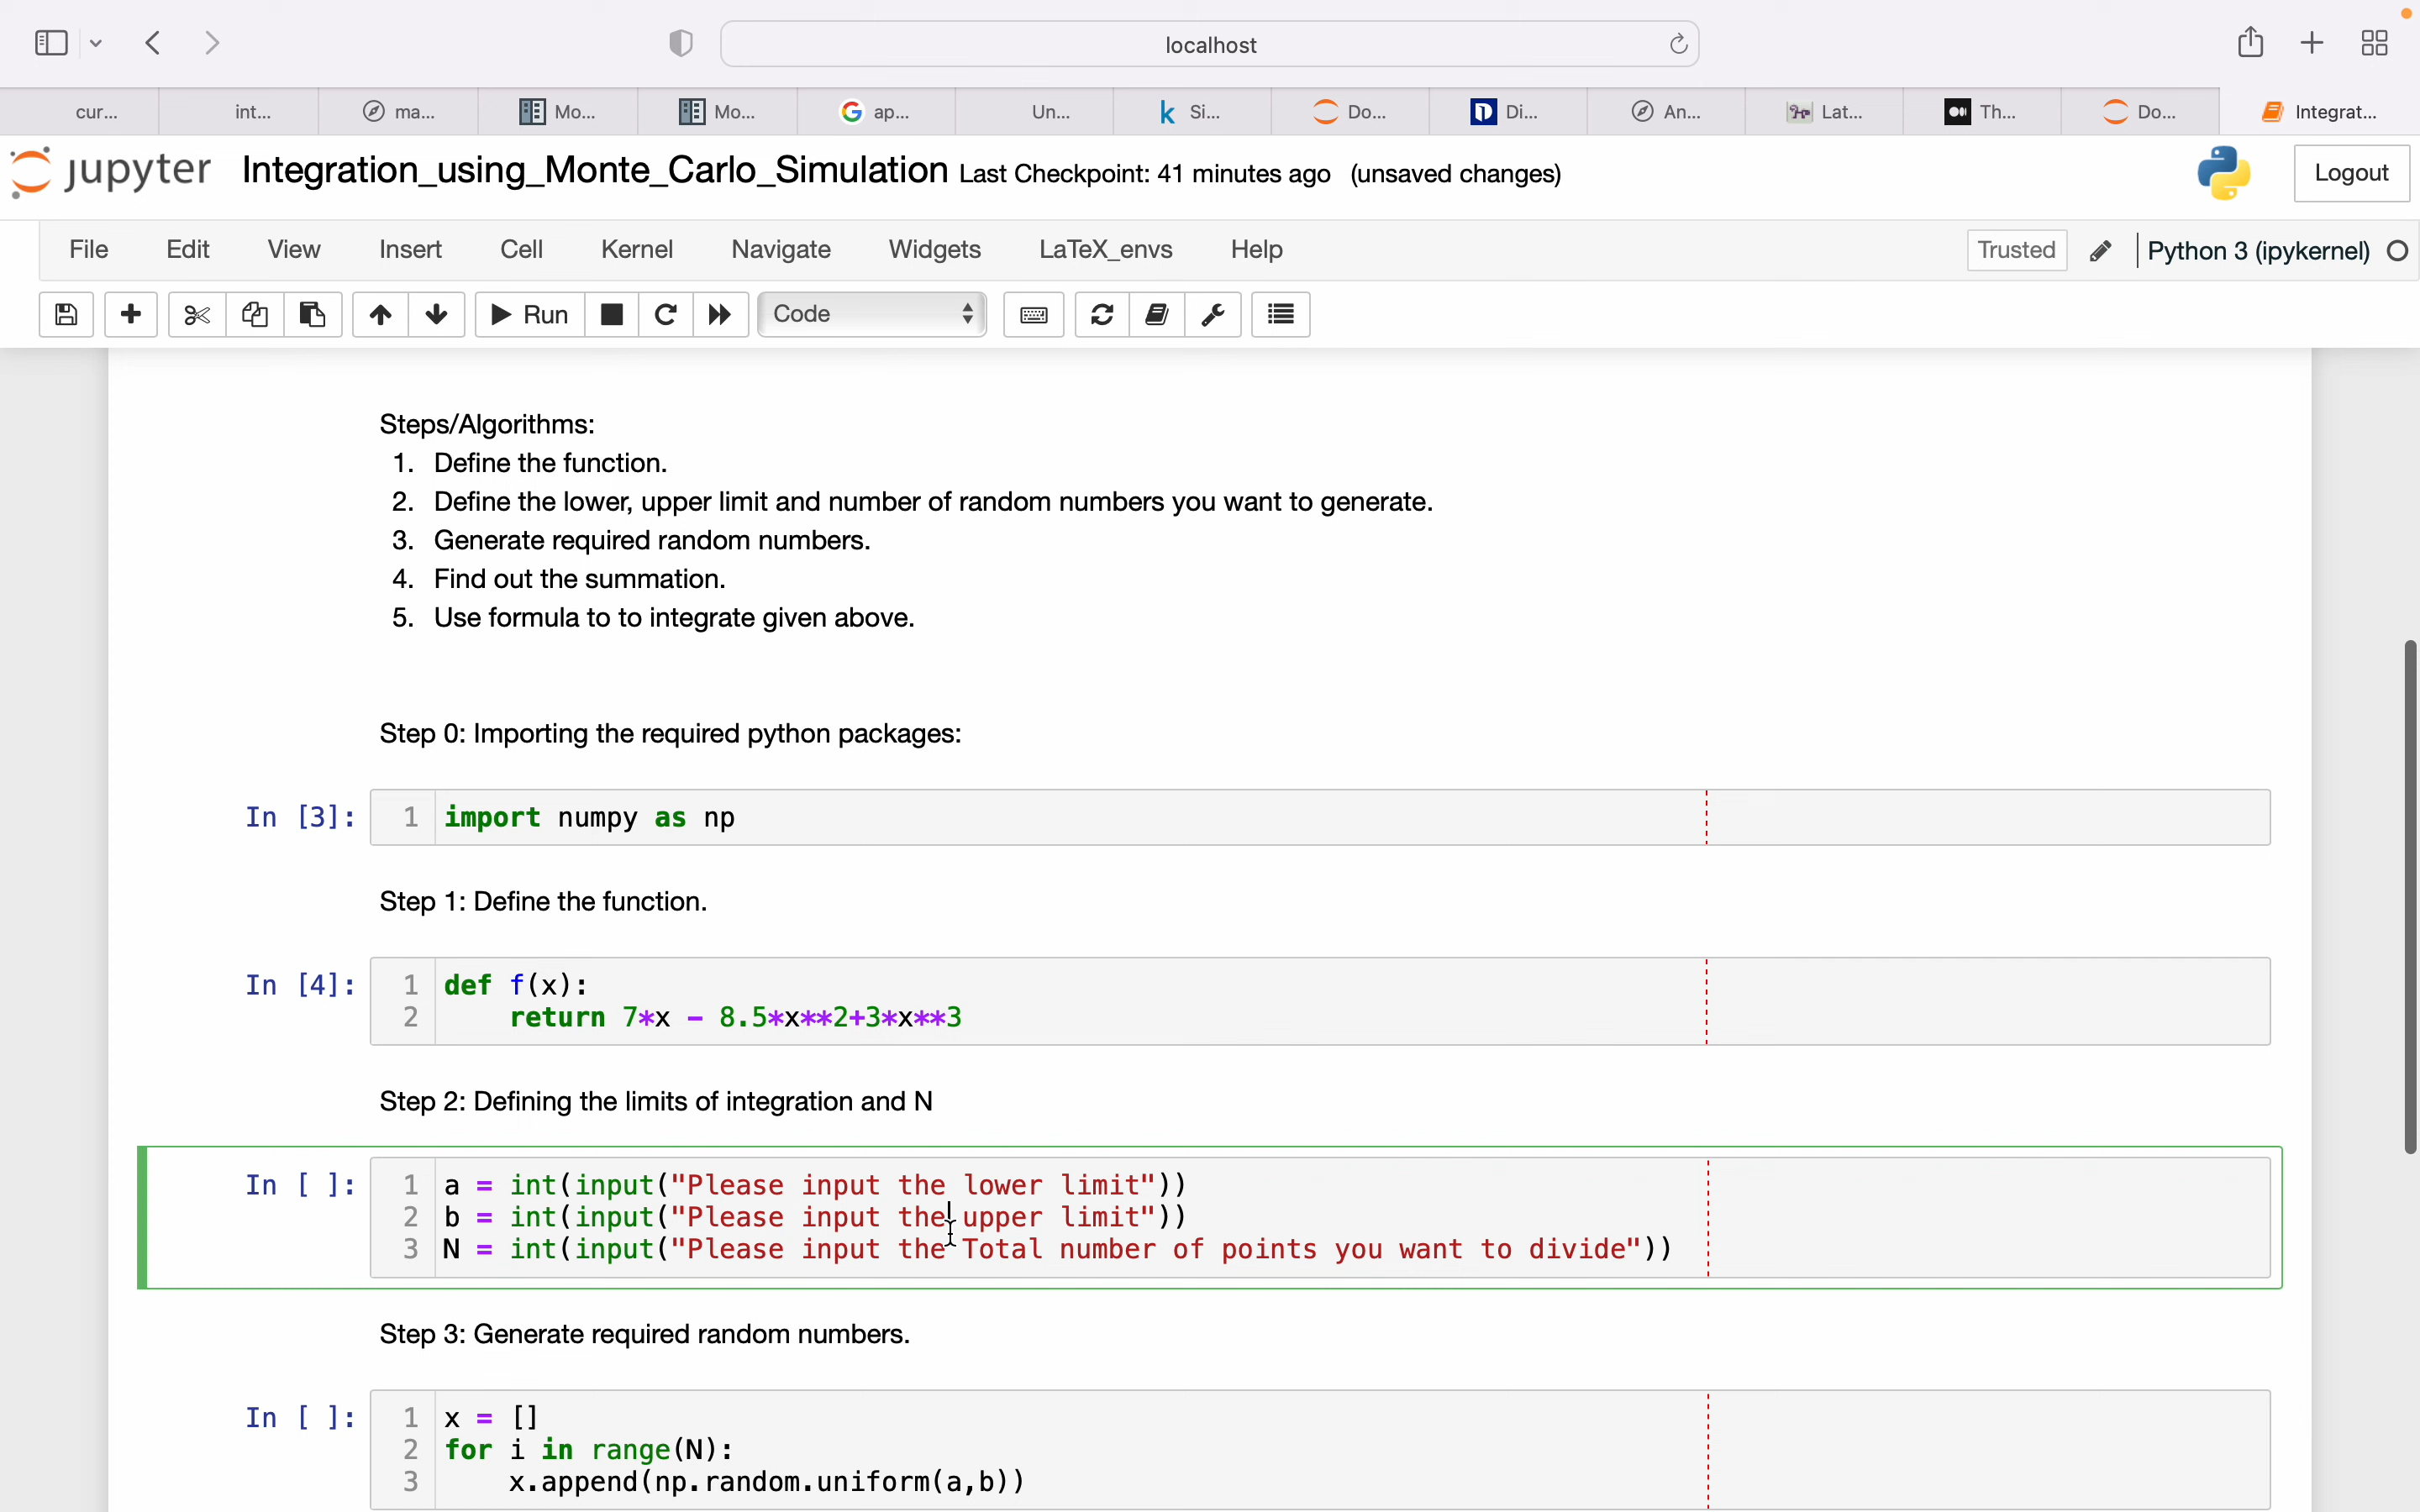 localhost
cur...
int...
ma...
Mo...
Mo...
ap...
Un...
k Si...
Do...
Di...
An...
Lat...
Th...
Do...
Integrat...
jupyter Integration_using_Monte_Carlo_Simulation Last Checkpoint: 41 minutes ago (unsaved changes)
Logout
File Edit View Insert Cell Kernel Navigate Widgets LaTeX_envs Help
Trusted
Python 3 (ipykernel)
Run
Code
Steps/Algorithms:
1. Define the function.
2. Define the lower, upper limit and number of random numbers you want to generate.
3. Generate required random numbers.
4. Find out the summation.
5. Use formula to to integrate given above.
Step 0: Importing the required python packages:
In [3]:
1 import numpy as np
Step 1: Define the function.
In [4]:
1 def f(x):
2     return 7*x - 8.5*x**2+3*x**3
Step 2: Defining the limits of integration and N
In [ ]:
1 a = int(input("Please input the lower limit"))
2 b = int(input("Please input the upper limit"))
3 N = int(input("Please input the Total number of points you want to divide"))
Step 3: Generate required random numbers.
In [ ]:
1 x = []
2 for i in range(N):
3     x.append(np.random.uniform(a,b))